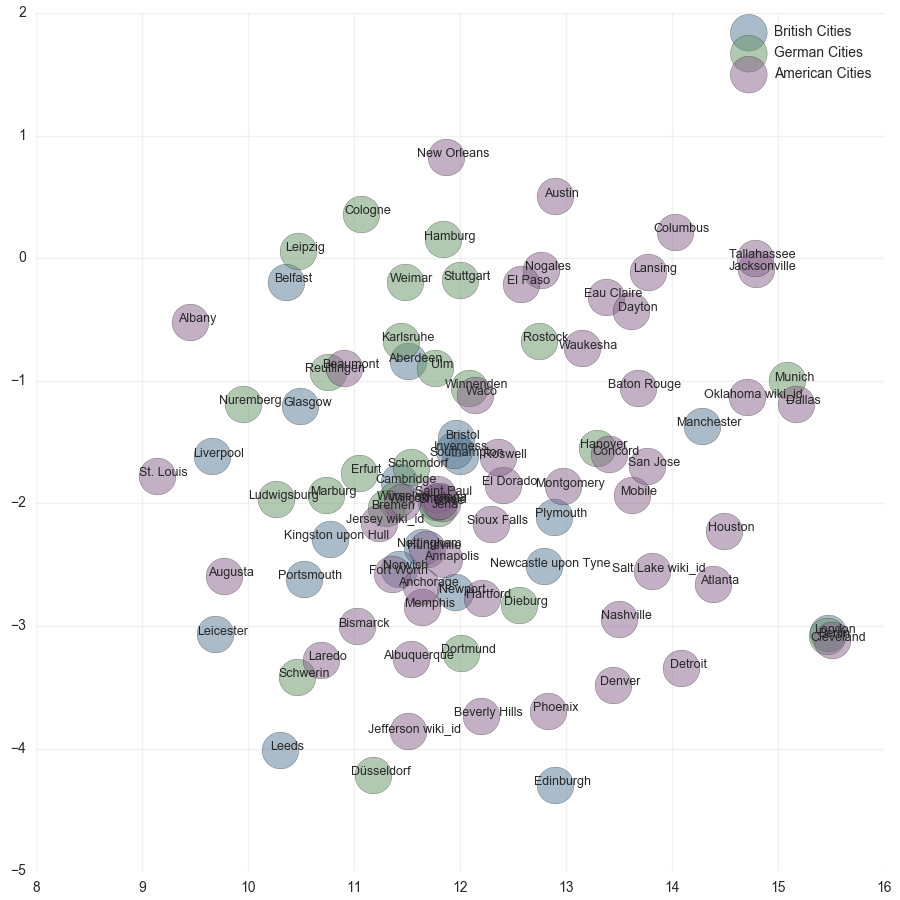 2
British Cities
German Cities
American Cities
1
New Orleans
Austin
Cologne
Columbus
Hamburg
Leipzig
Tallahassee
Jacksonville
0
Nogales
Lansing
Belfast
Weimar
Stuttgart
El Paso
Eau Claire
Dayton
Albany
Karlsruhe
Rostock
Waukesha
Aberdeen
Ulm
Beaumont
Reutlingen
Munich
−1
Winnenden
Waco
Baton Rouge
Oklahoma wiki_id
Dallas
Nuremberg
Glasgow
Manchester
Bristol
Inverness
Southampton
Roswell
Hanover
Concord
Liverpool
Schorndorf
San Jose
St. Louis
Erfurt
Cambridge
El Dorado
Montgomery
Ludwigsburg
Marburg
Saint Paul
Mobile
−2
Bremen
Jena
Jersey wiki_id
Sioux Falls
Plymouth
Kingston upon Hull
Houston
Nottingham
Huntsville
Annapolis
Augusta
Portsmouth
Norwich
Fort Worth
Newcastle upon Tyne
Salt Lake wiki_id
Anchorage
Newport
Hartford
Atlanta
Memphis
Dieburg
Nashville
Leicester
Bismarck
London
Cleveland
−3
Laredo
Albuquerque
Dortmund
Schwerin
Detroit
Denver
Jefferson wiki_id
Beverly Hills
Phoenix
Leeds
−4
Düsseldorf
Edinburgh
−5
8 9 10 11 12 13 14 15 16